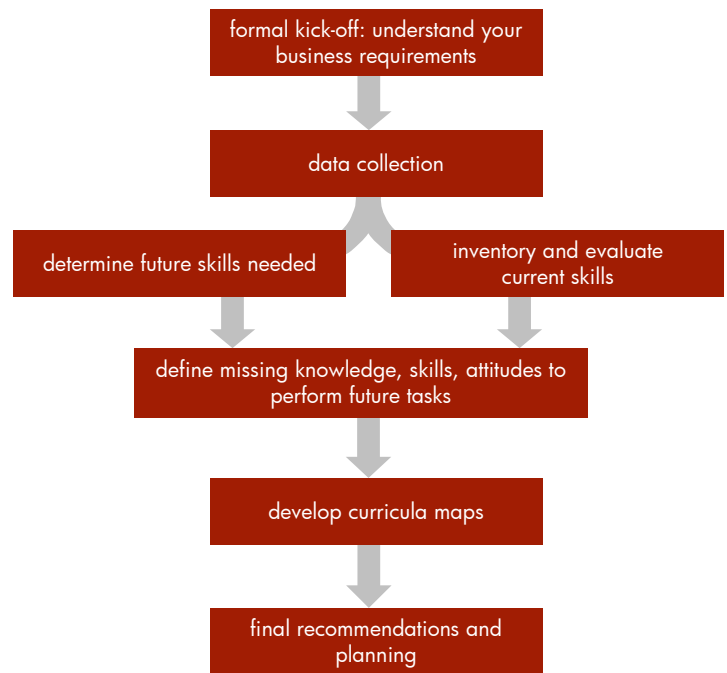 formal kick-off: understand your
business requirements
data collection
determine future skills needed
inventory and evaluate
current skills
define missing knowledge, skills, attitudes to
perform future tasks
develop curricula maps
final recommendations and
planning